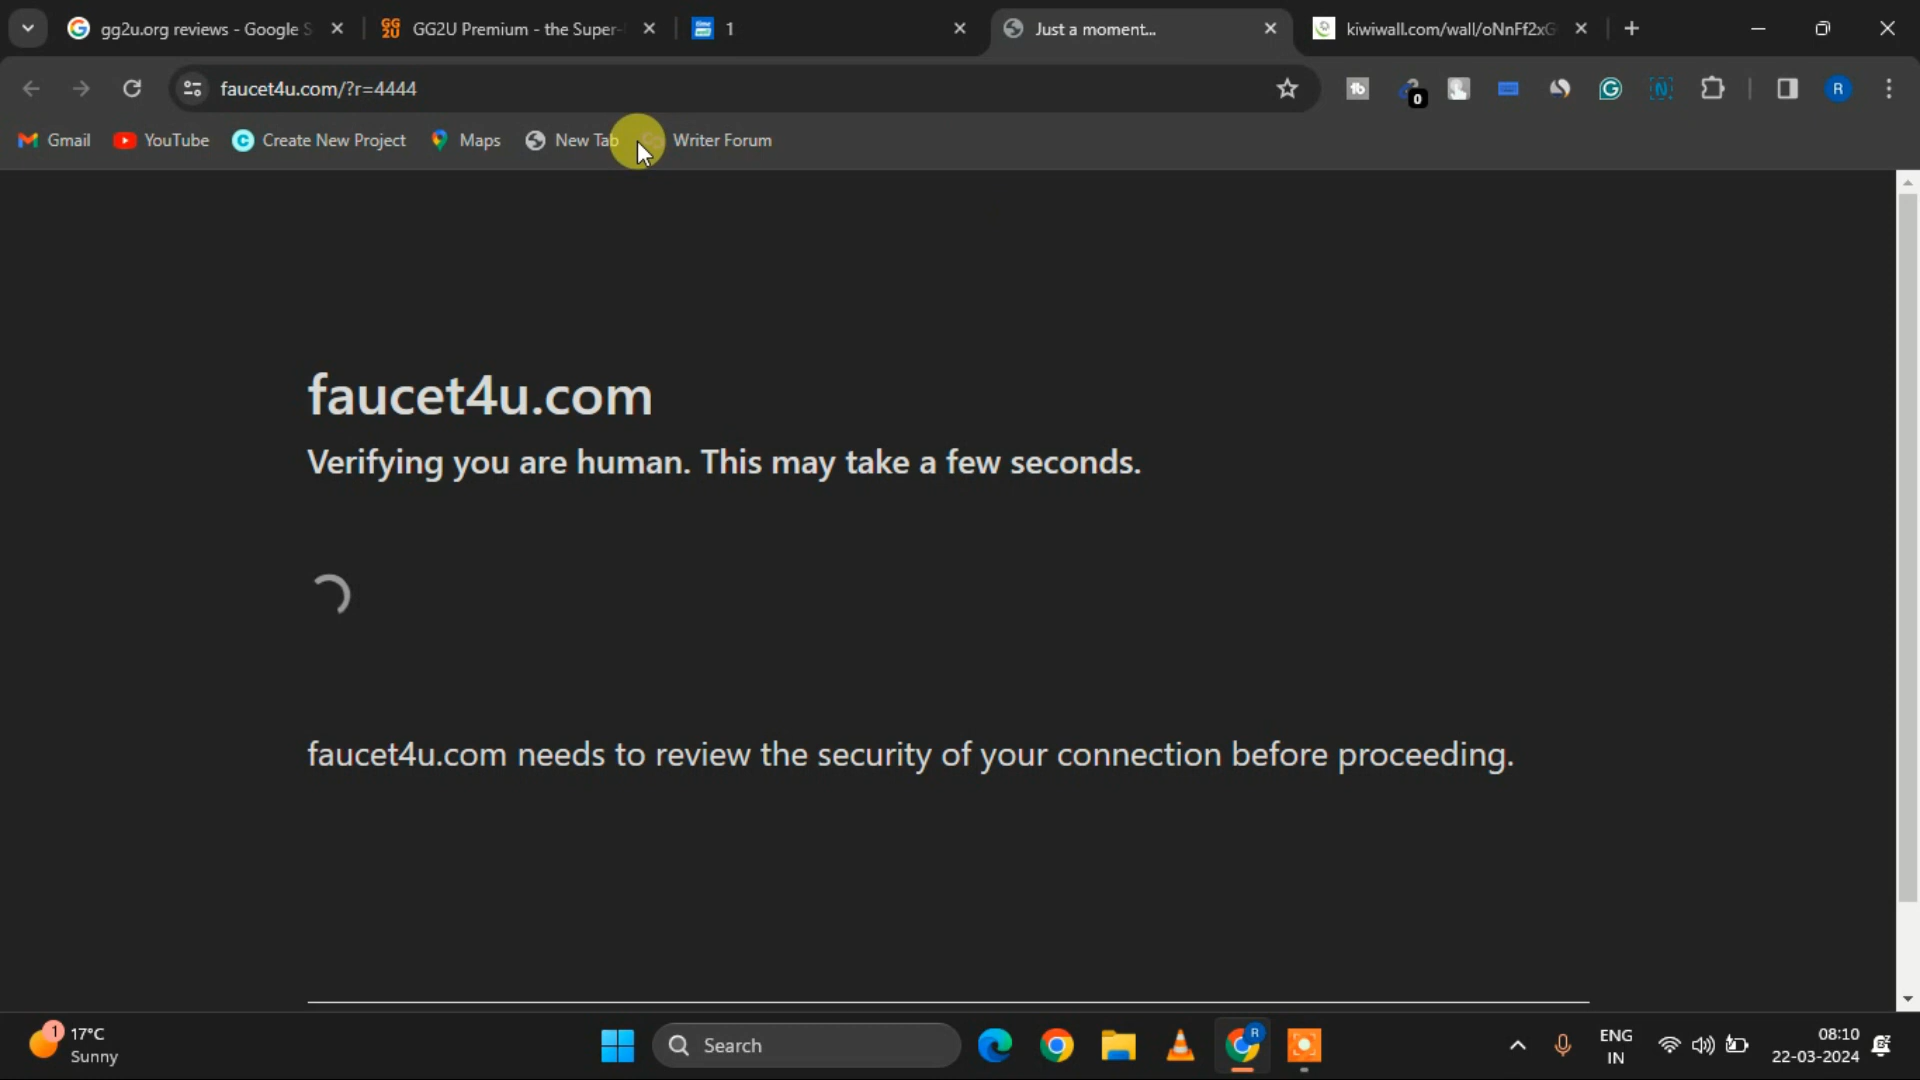 gg2u.org reviews - Google S
GG2U Premium - the Super-
1
Just a moment...
kiwiwall.com/wall/oNnFf2xG
faucet4u.com/?r=4444
0
R
Gmail
YouTube
Create New Project
Maps
New Tab
Writer Forum
faucet4u.com
Verifying you are human. This may take a few seconds.
faucet4u.com needs to review the security of your connection before proceeding.
1
17°C
Sunny
Search
R
ENG
IN
08:10
22-03-2024